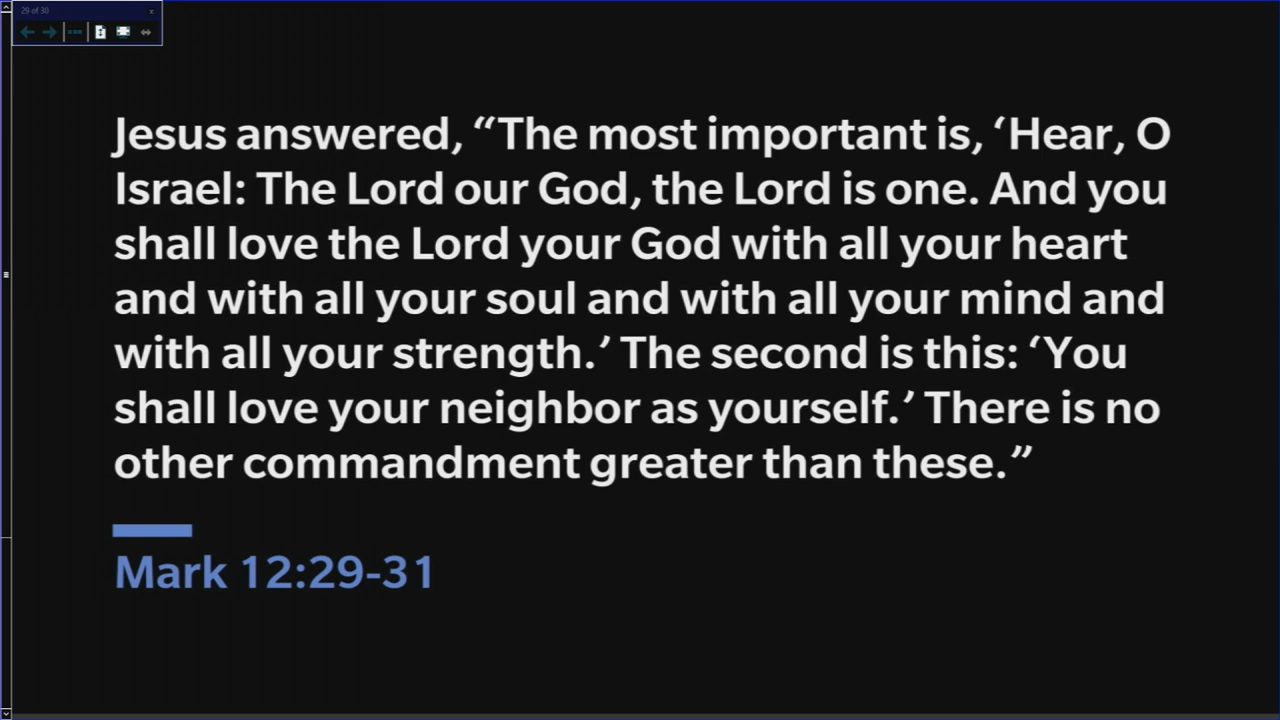 29 of 30
Jesus answered, “The most important is, ‘Hear, O
Israel: The Lord our God, the Lord is one. And you
shall love the Lord your God with all your heart
and with all your soul and with all your mind and
with all your strength.’ The second is this: ‘You
shall love your neighbor as yourself.’ There is no
other commandment greater than these.”
Mark 12:29-31